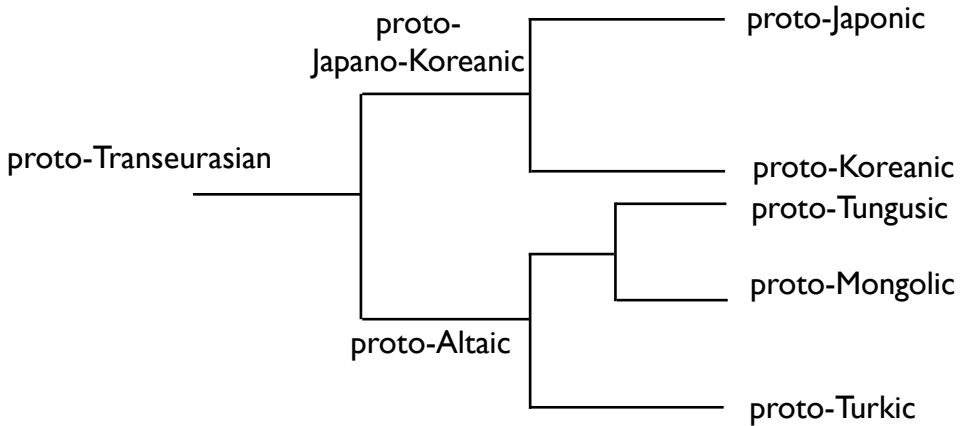 proto-
Japano-Koreanic
proto-Japonic
proto-Transeurasian
proto-Koreanic
proto-Tungusic
proto-Mongolic
proto-Altaic
proto-Turkic